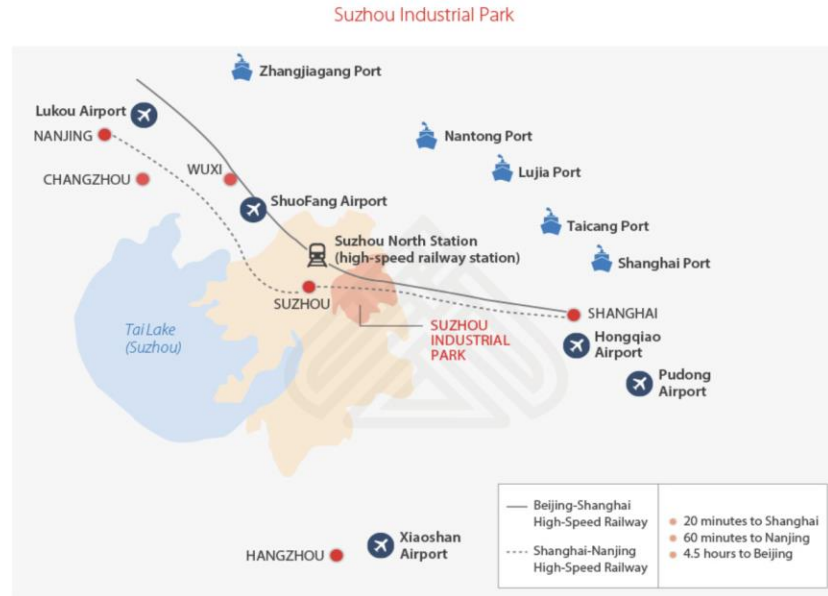 Suzhou Industrial Park
Zhangjiagang Port
Lukou Airport
NANJING
Nantong Port
CHANGZHOU
WUXI
Lujia Port
ShuoFang Airport
Taicang Port
Suzhou North Station
(high-speed railway station)
Shanghai Port
SUZHOU
SHANGHAI
Tai Lake
(Suzhou)
SUZHOU
INDUSTRIAL
PARK
Hongqiao
Airport
Pudong
Airport
Beijing-Shanghai
High-Speed Railway
Shanghai-Nanjing
High-Speed Railway
20 minutes to Shanghai
60 minutes to Nanjing
4.5 hours to Beijing
HANGZHOU
Xiaoshan
Airport